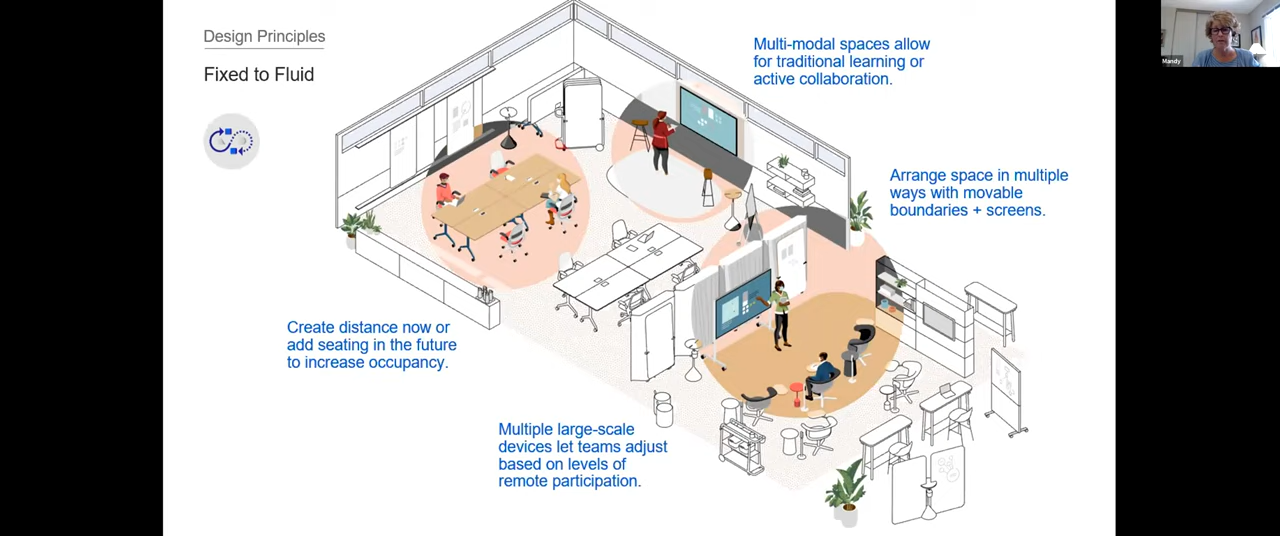 Design Principles
Fixed to Fluid
Multi-modal spaces allow
for traditional learning or
active collaboration.
Arrange space in multiple
ways with movable
boundaries + screens.
Create distance now or
add seating in the future
to increase occupancy.
Multiple large-scale
devices let teams adjust
based on levels of
remote participation.
Mandy